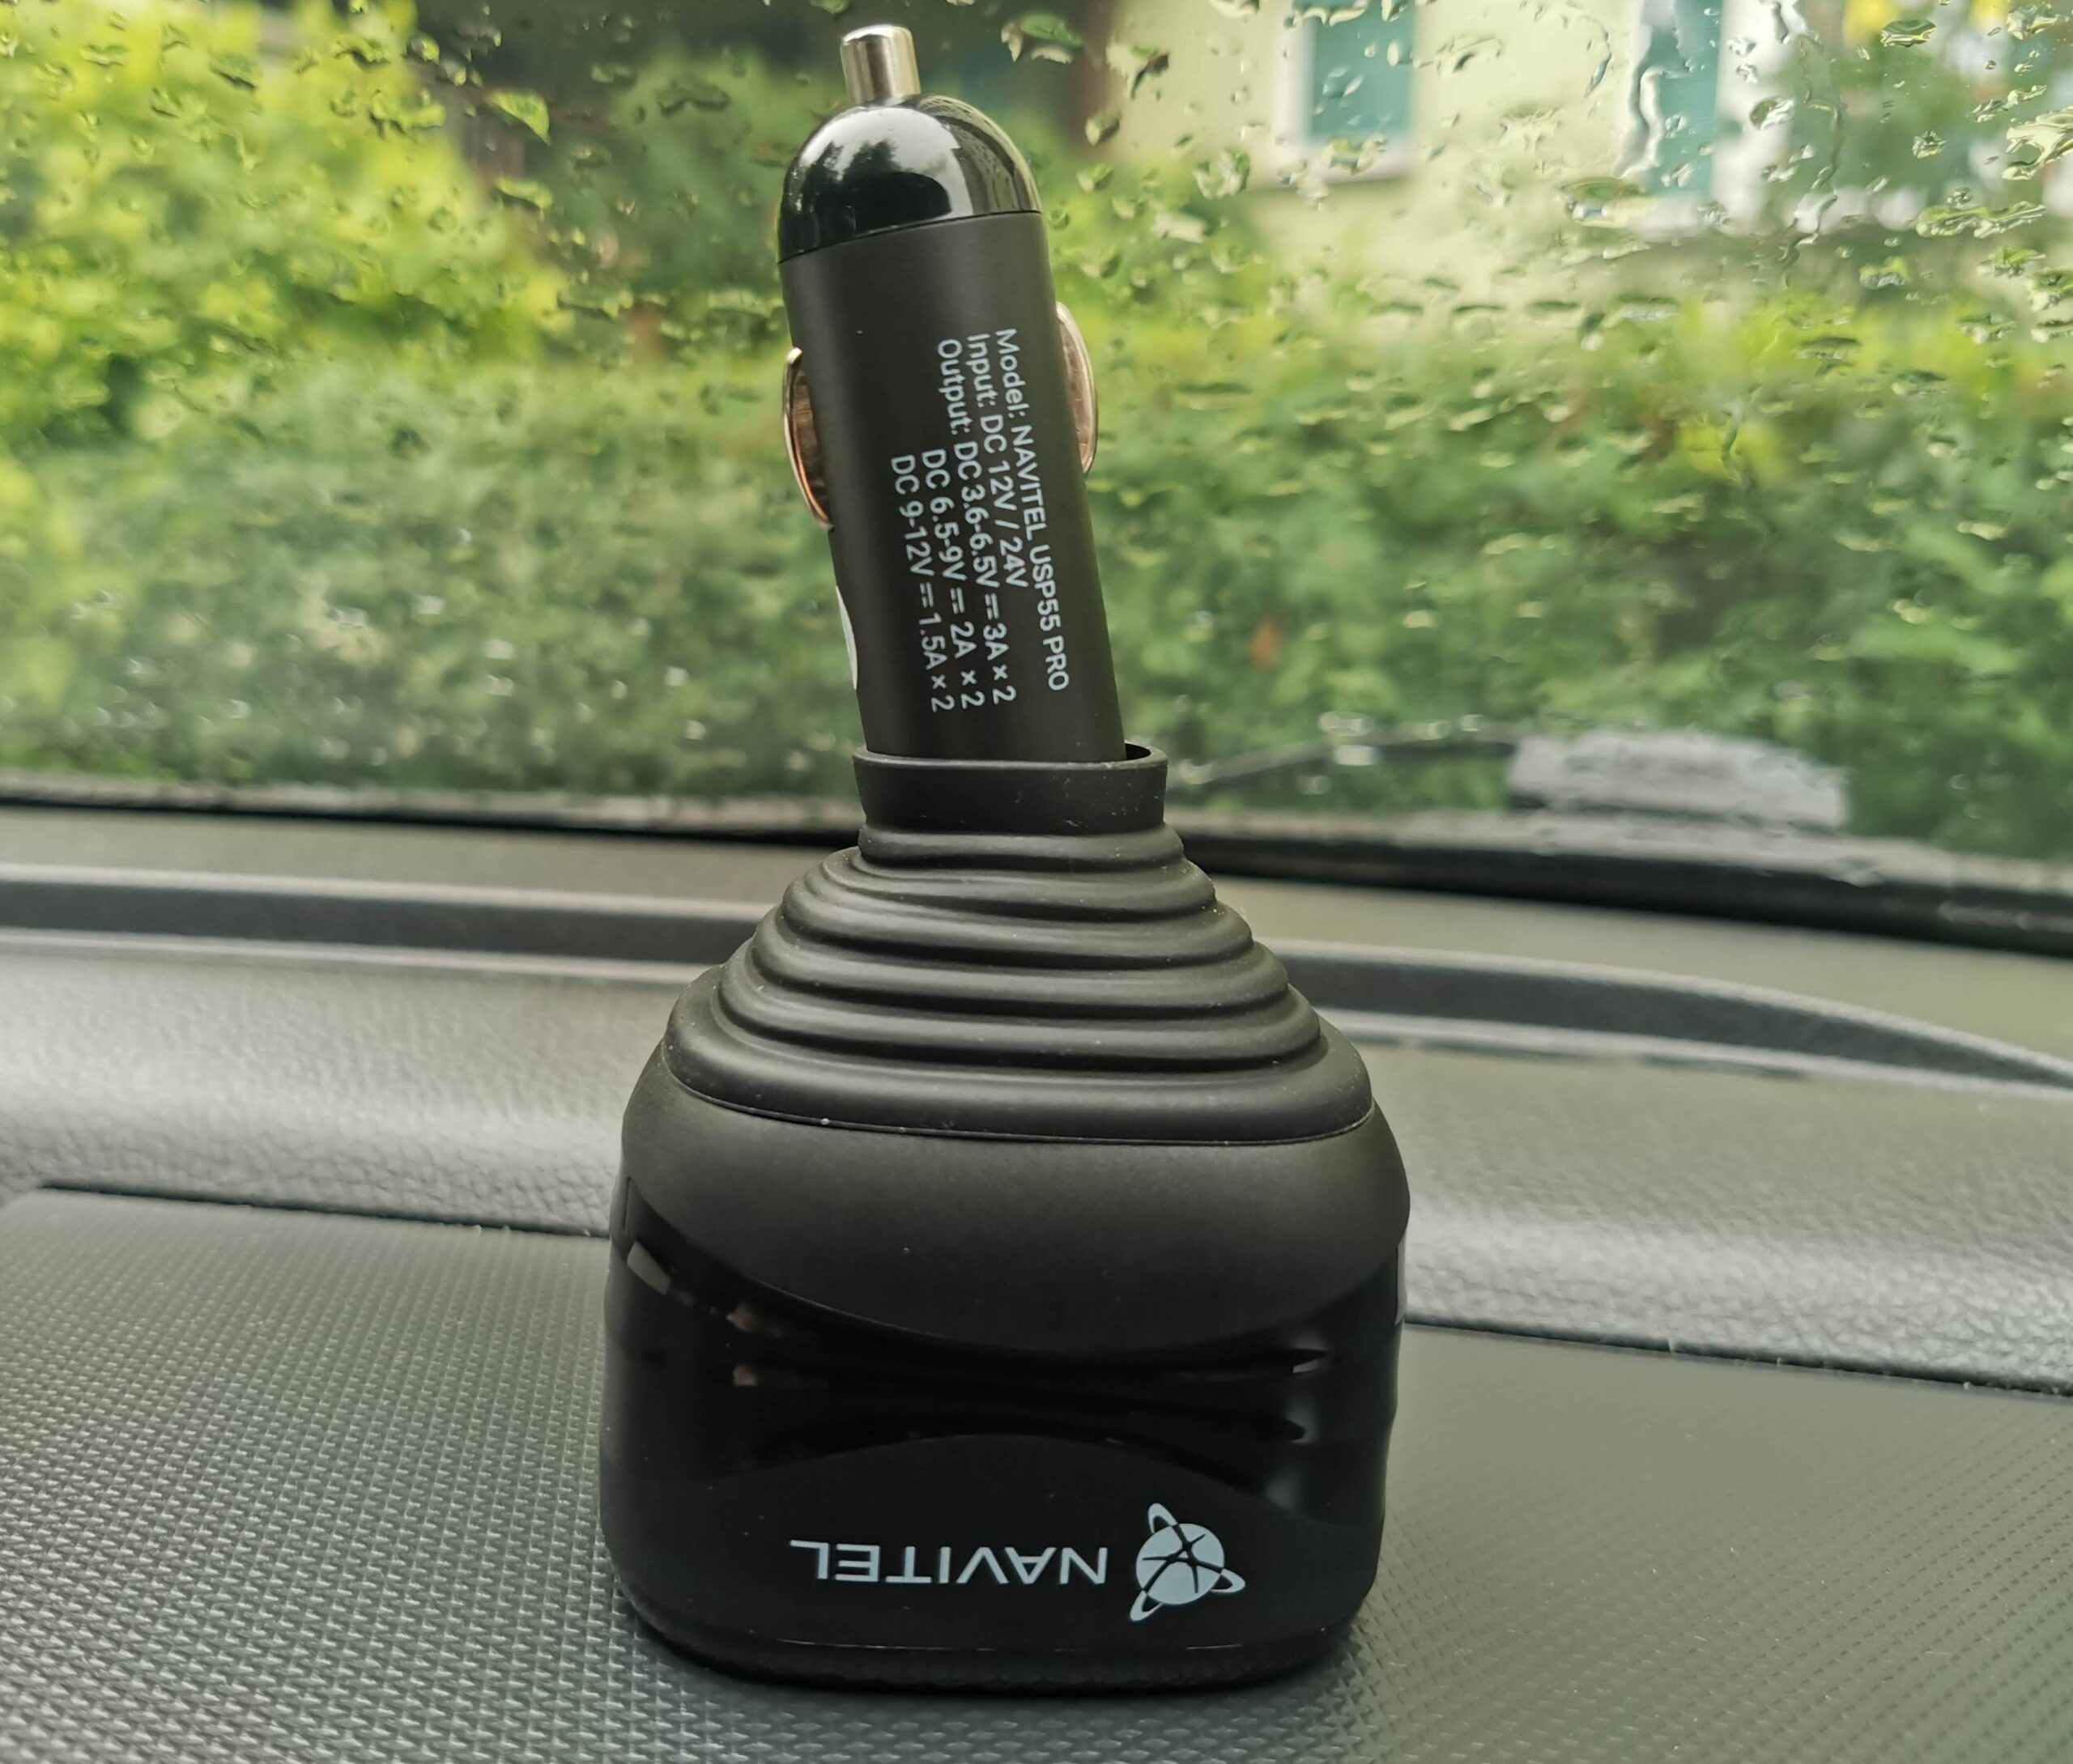 Model: NAVITEL USP55 PRO
Input: DC 12V / 24V
Output: DC 3.6-6.5V ⎓ 3A × 2
DC 6.5-9V ⎓ 2A × 2
DC 9-12V ⎓ 1.5A × 2
NAVITEL